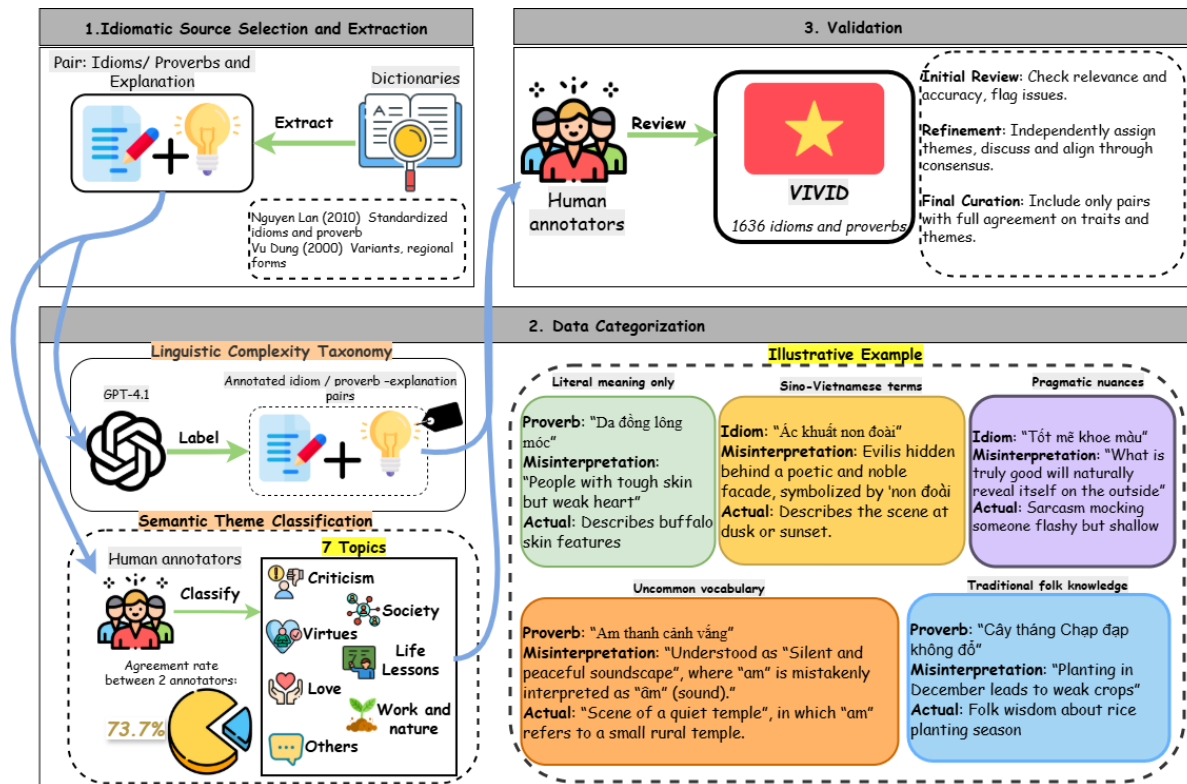 1.Idiomatic Source Selection and Extraction
Pair: Idioms/ Proverbs and
Explanation
Dictionaries
A
Extract
Nguyen Lan (2010) Standardized
idioms and proverb
Vu Dung (2000) Variants, regional
forms
3. Validation
Review
Human
annotators
VIVID
1636 idioms and proverbs
Initial Review: Check relevance and
accuracy, flag issues.
Refinement: Independently assign
themes, discuss and align through
consensus.
Final Curation: Include only pairs
with full agreement on traits and
themes.
2. Data Categorization
Linguistic Complexity Taxonomy
GPT-4.1
Label
Annotated idiom / proverb -explanation
pairs
Semantic Theme Classification
Human annotators
Classify
Agreement rate
between 2 annotators:
73.7%
7 Topics
Criticism
Society
Virtues
Life
Lessons
Love
Work and
nature
Others
Illustrative Example
Literal meaning only
Proverb: “Da đồng lông
móc”
Misinterpretation:
“People with tough skin
but weak heart”
Actual: Describes buffalo
skin features
Sino-Vietnamese terms
Idiom: “Ác khuất non đoài”
Misinterpretation: Evilis hidden
behind a poetic and noble
facade, symbolized by ‘non đoài
Actual: Describes the scene at
dusk or sunset.
Pragmatic nuances
Idiom: “Tốt mẽ khoe màu”
Misinterpretation: “What is
truly good will naturally
reveal itself on the outside”
Actual: Sarcasm mocking
someone flashy but shallow
Uncommon vocabulary
Proverb: “Am thanh cảnh vắng”
Misinterpretation: “Understood as “Silent and
peaceful soundscape”, where “am” is mistakenly
interpreted as “âm” (sound).”
Actual: “Scene of a quiet temple”, in which “am”
refers to a small rural temple.
Traditional folk knowledge
Proverb: “Cây tháng Chạp đạp
không đổ”
Misinterpretation: “Planting in
December leads to weak crops”
Actual: Folk wisdom about rice
planting season